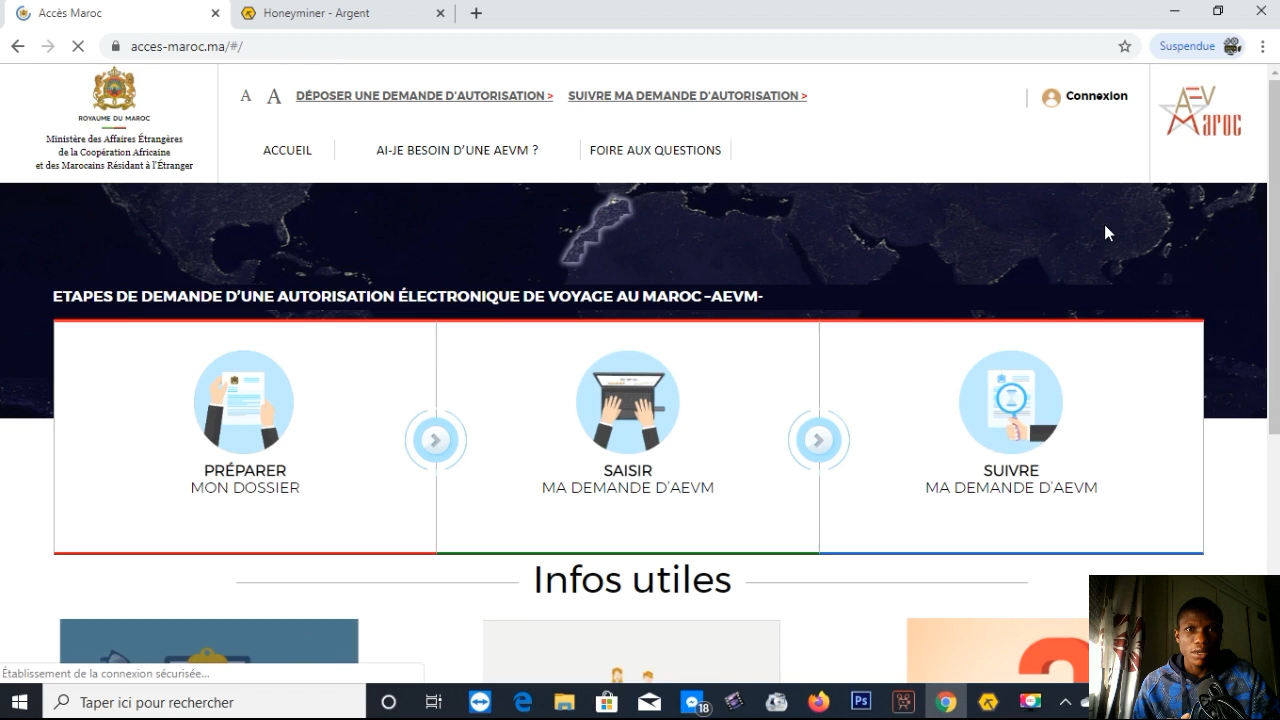 Accès Maroc
Honeyminer - Argent
acces-maroc.ma/#/
Suspendue
ROYAUME DU MAROC
Ministère des Affaires Étrangères
de la Coopération Africaine
et des Marocains Résidant à l'Étranger
A A DÉPOSER UNE DEMANDE D'AUTORISATION > SUIVRE MA DEMANDE D'AUTORISATION >
Connexion
AEV
Maroc
ACCUEIL AI-JE BESOIN D'UNE AEVM ? FOIRE AUX QUESTIONS
ETAPES DE DEMANDE D'UNE AUTORISATION ÉLECTRONIQUE DE VOYAGE AU MAROC –AEVM-
PRÉPARER
MON DOSSIER
SAISIR
MA DEMANDE D'AEVM
SUIVRE
MA DEMANDE D'AEVM
Infos utiles
Établissement de la connexion sécurisée...
Taper ici pour rechercher
18
Ps